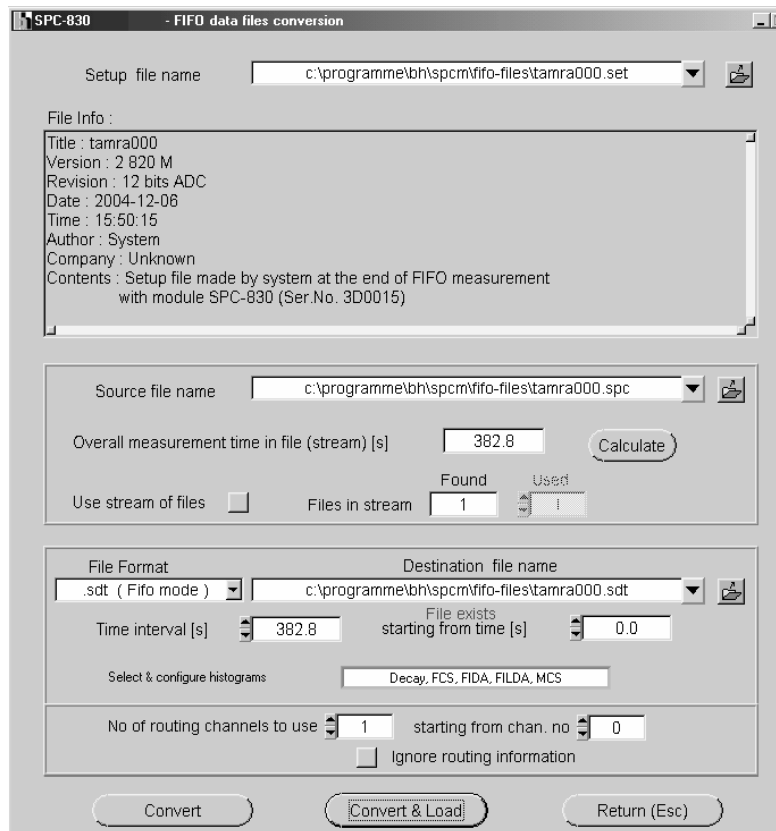 SPC-830 - FIFO data files conversion
Setup file name c:\programme\bh\spcm\fifo-files\tamra000.set
File Info :
Title : tamra000
Version : 2 820 M
Revision : 12 bits ADC
Date : 2004-12-06
Time : 15:50:15
Author : System
Company : Unknown
Contents : Setup file made by system at the end of FIFO measurement
with module SPC-830 (Ser.No. 3D0015)
Source file name c:\programme\bh\spcm\fifo-files\tamra000.spc
Overall measurement time in file (stream) [s] 382.8 Calculate
Found Used
Use stream of files Files in stream 1 1
File Format Destination file name
.sdt ( Fifo mode ) c:\programme\bh\spcm\fifo-files\tamra000.sdt
File exists
Time interval [s] 382.8 starting from time [s] 0.0
Select & configure histograms Decay, FCS, FIDA, FILDA, MCS
No of routing channels to use 1 starting from chan. no 0
Ignore routing information
Convert Convert & Load Return (Esc)